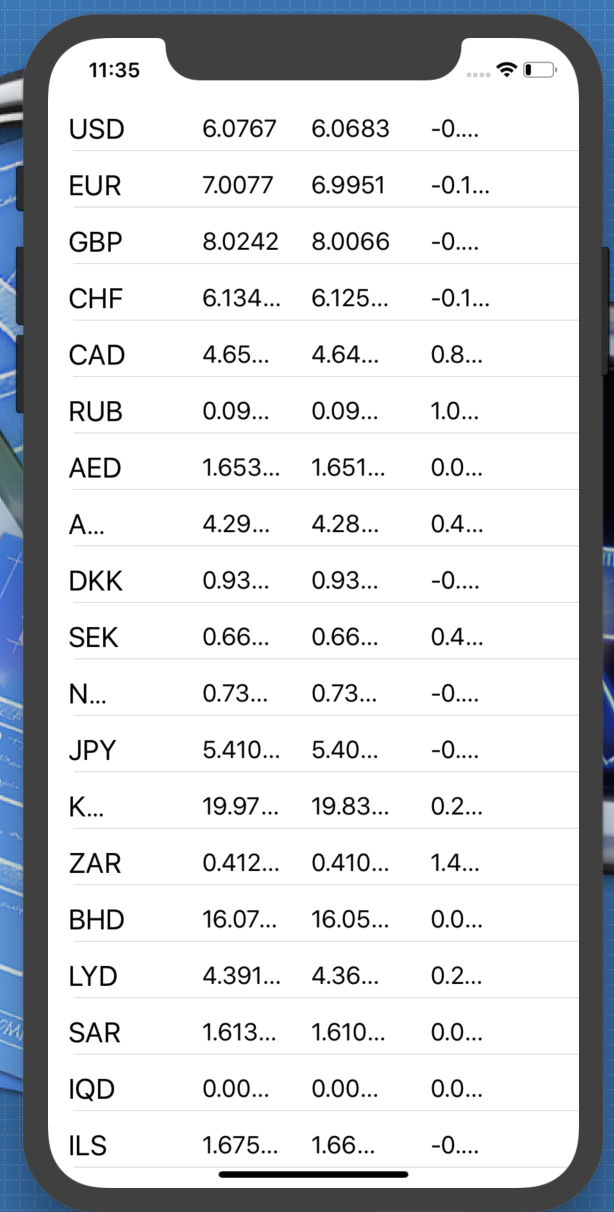 11:35
USD 6.0767 6.0683 -0....
EUR 7.0077 6.9951 -0.1...
GBP 8.0242 8.0066 -0....
CHF 6.134... 6.125... -0.1...
CAD 4.65... 4.64... 0.8...
RUB 0.09... 0.09... 1.0...
AED 1.653... 1.651... 0.0...
A... 4.29... 4.28... 0.4...
DKK 0.93... 0.93... -0....
SEK 0.66... 0.66... 0.4...
N... 0.73... 0.73... -0....
JPY 5.410... 5.40... -0....
K... 19.97... 19.83... 0.2...
ZAR 0.412... 0.410... 1.4...
BHD 16.07... 16.05... 0.0...
LYD 4.391... 4.36... 0.2...
SAR 1.613... 1.610... 0.0...
IQD 0.00... 0.00... 0.0...
ILS 1.675... 1.66... -0....